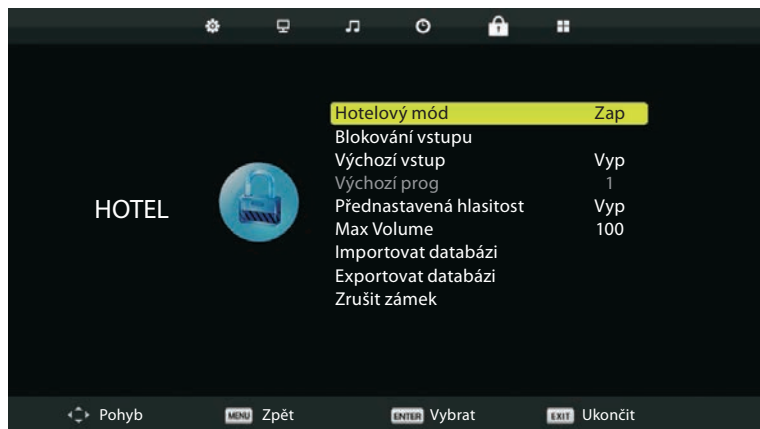 Hotelový mód Zap
Blokování vstupu
Výchozí vstup Vyp
Výchozí prog 1
HOTEL
Přednastavená hlasitost Vyp
Max Volume 100
Importovat databázi
Exportovat databázi
Zrušit zámek
Pohyb MENU Zpět ENTER Vybrat EXIT Ukončit